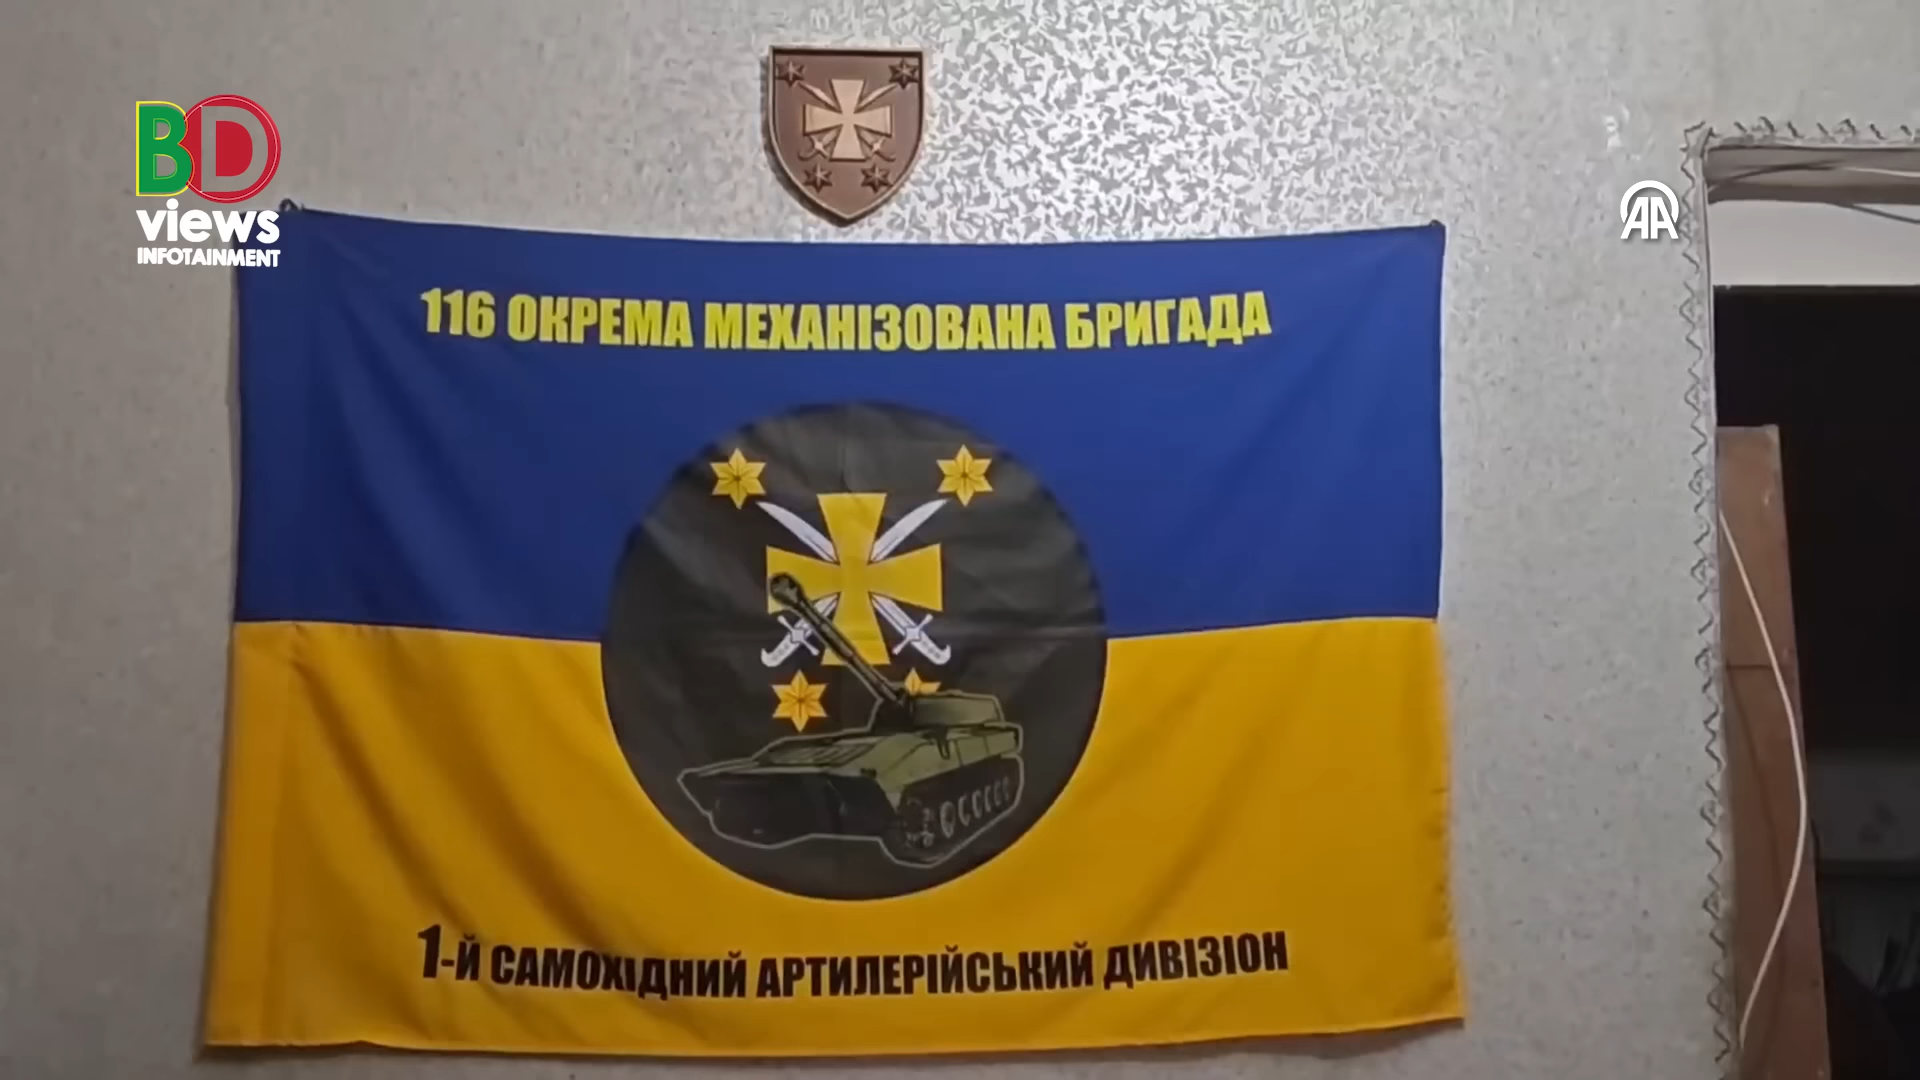 BD
views
INFOTAINMENT
AA
116 ОКРЕМА МЕХАНІЗОВАНА БРИГАДА
1-Й САМОХІДНИЙ АРТИЛЕРІЙСЬКИЙ ДИВІЗІОН